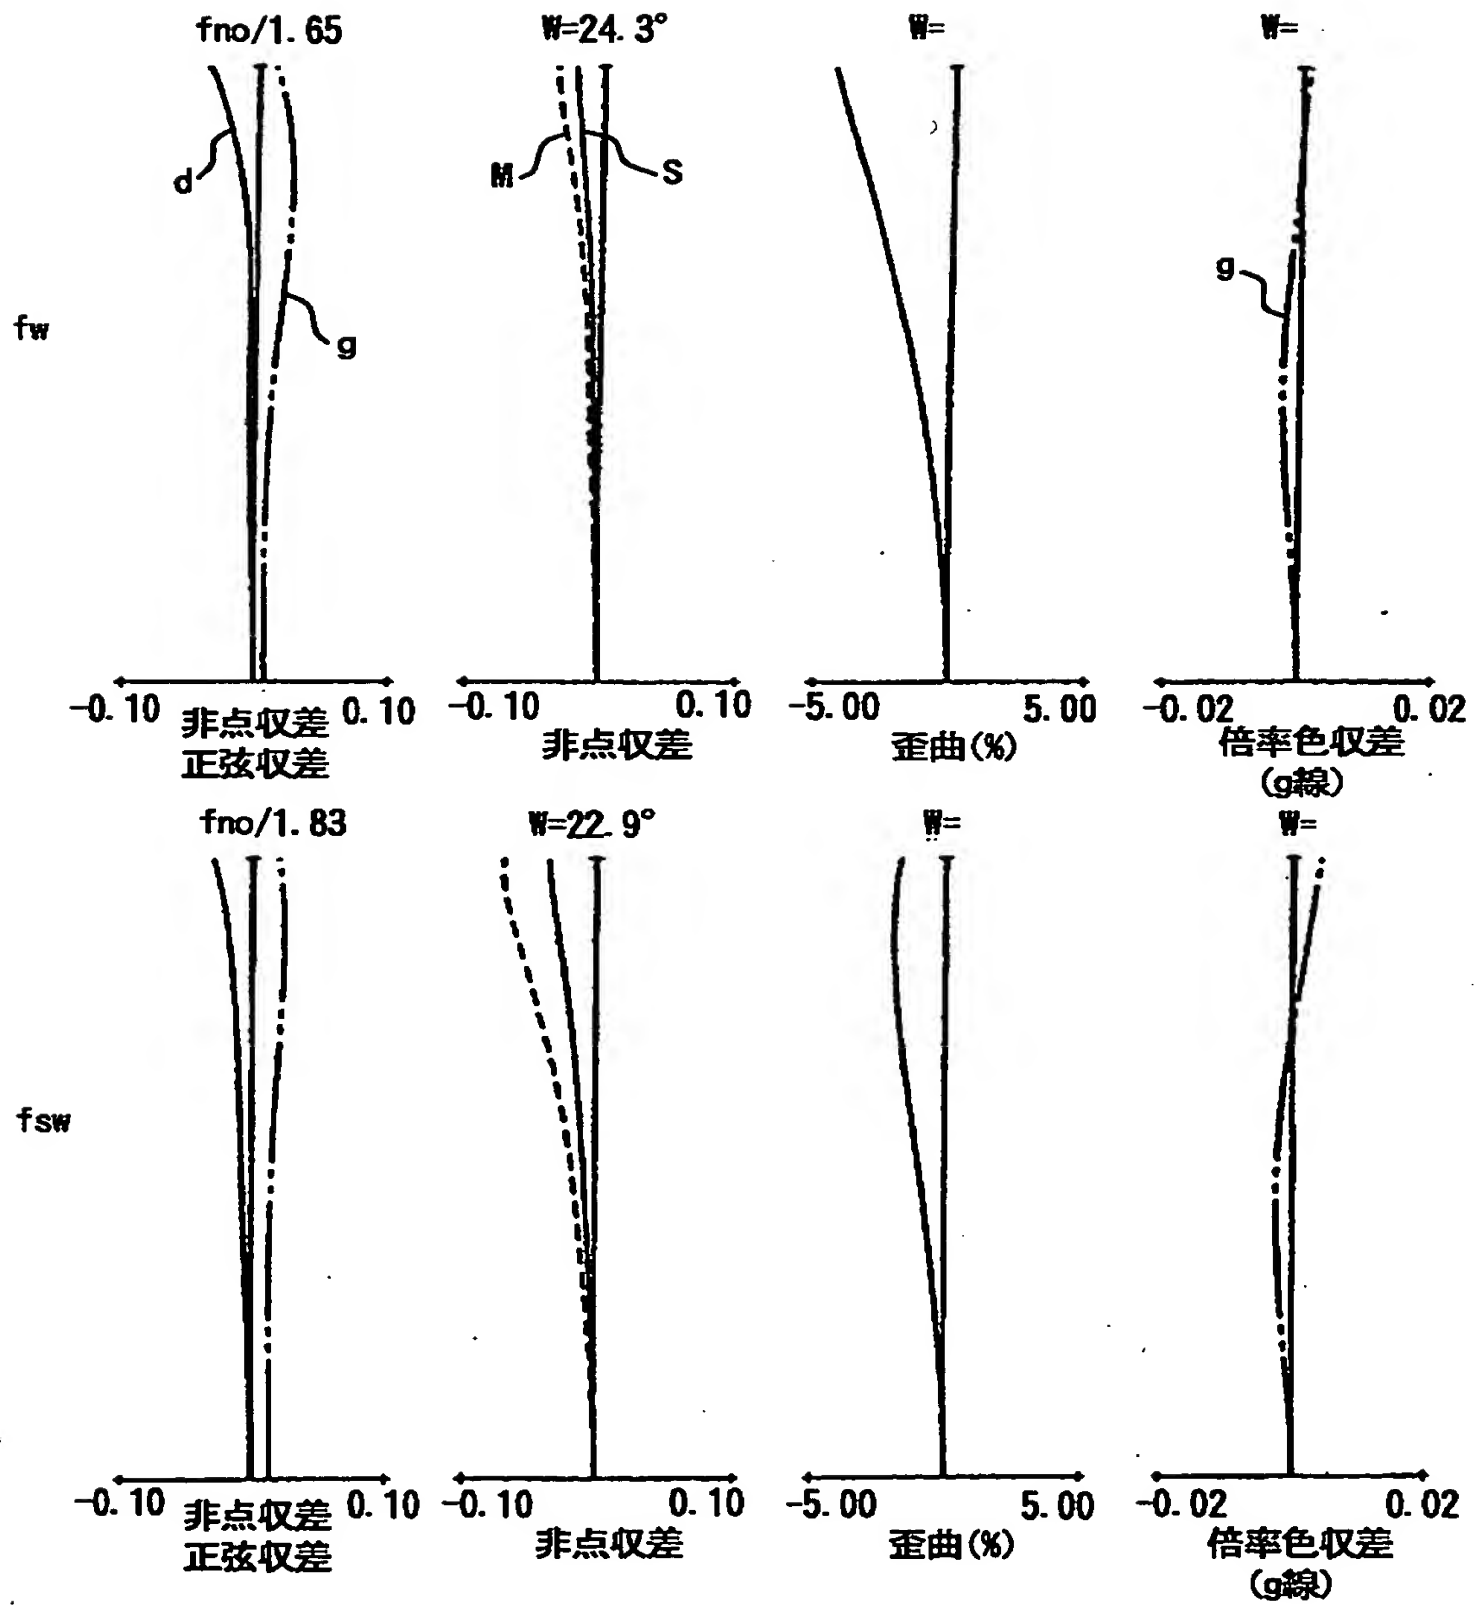 fno/1.65
W=24.3°
W=
W=
d
g
M
S
g
fw
-0.10
0.10
非点収差
正弦収差
-0.10
0.10
非点収差
-5.00
5.00
歪曲(%)
-0.02
0.02
倍率色収差
(g線)
fno/1.83
W=22.9°
W=
W=
fsw
-0.10
0.10
非点収差
正弦収差
-0.10
0.10
非点収差
-5.00
5.00
歪曲(%)
-0.02
0.02
倍率色収差
(g線)